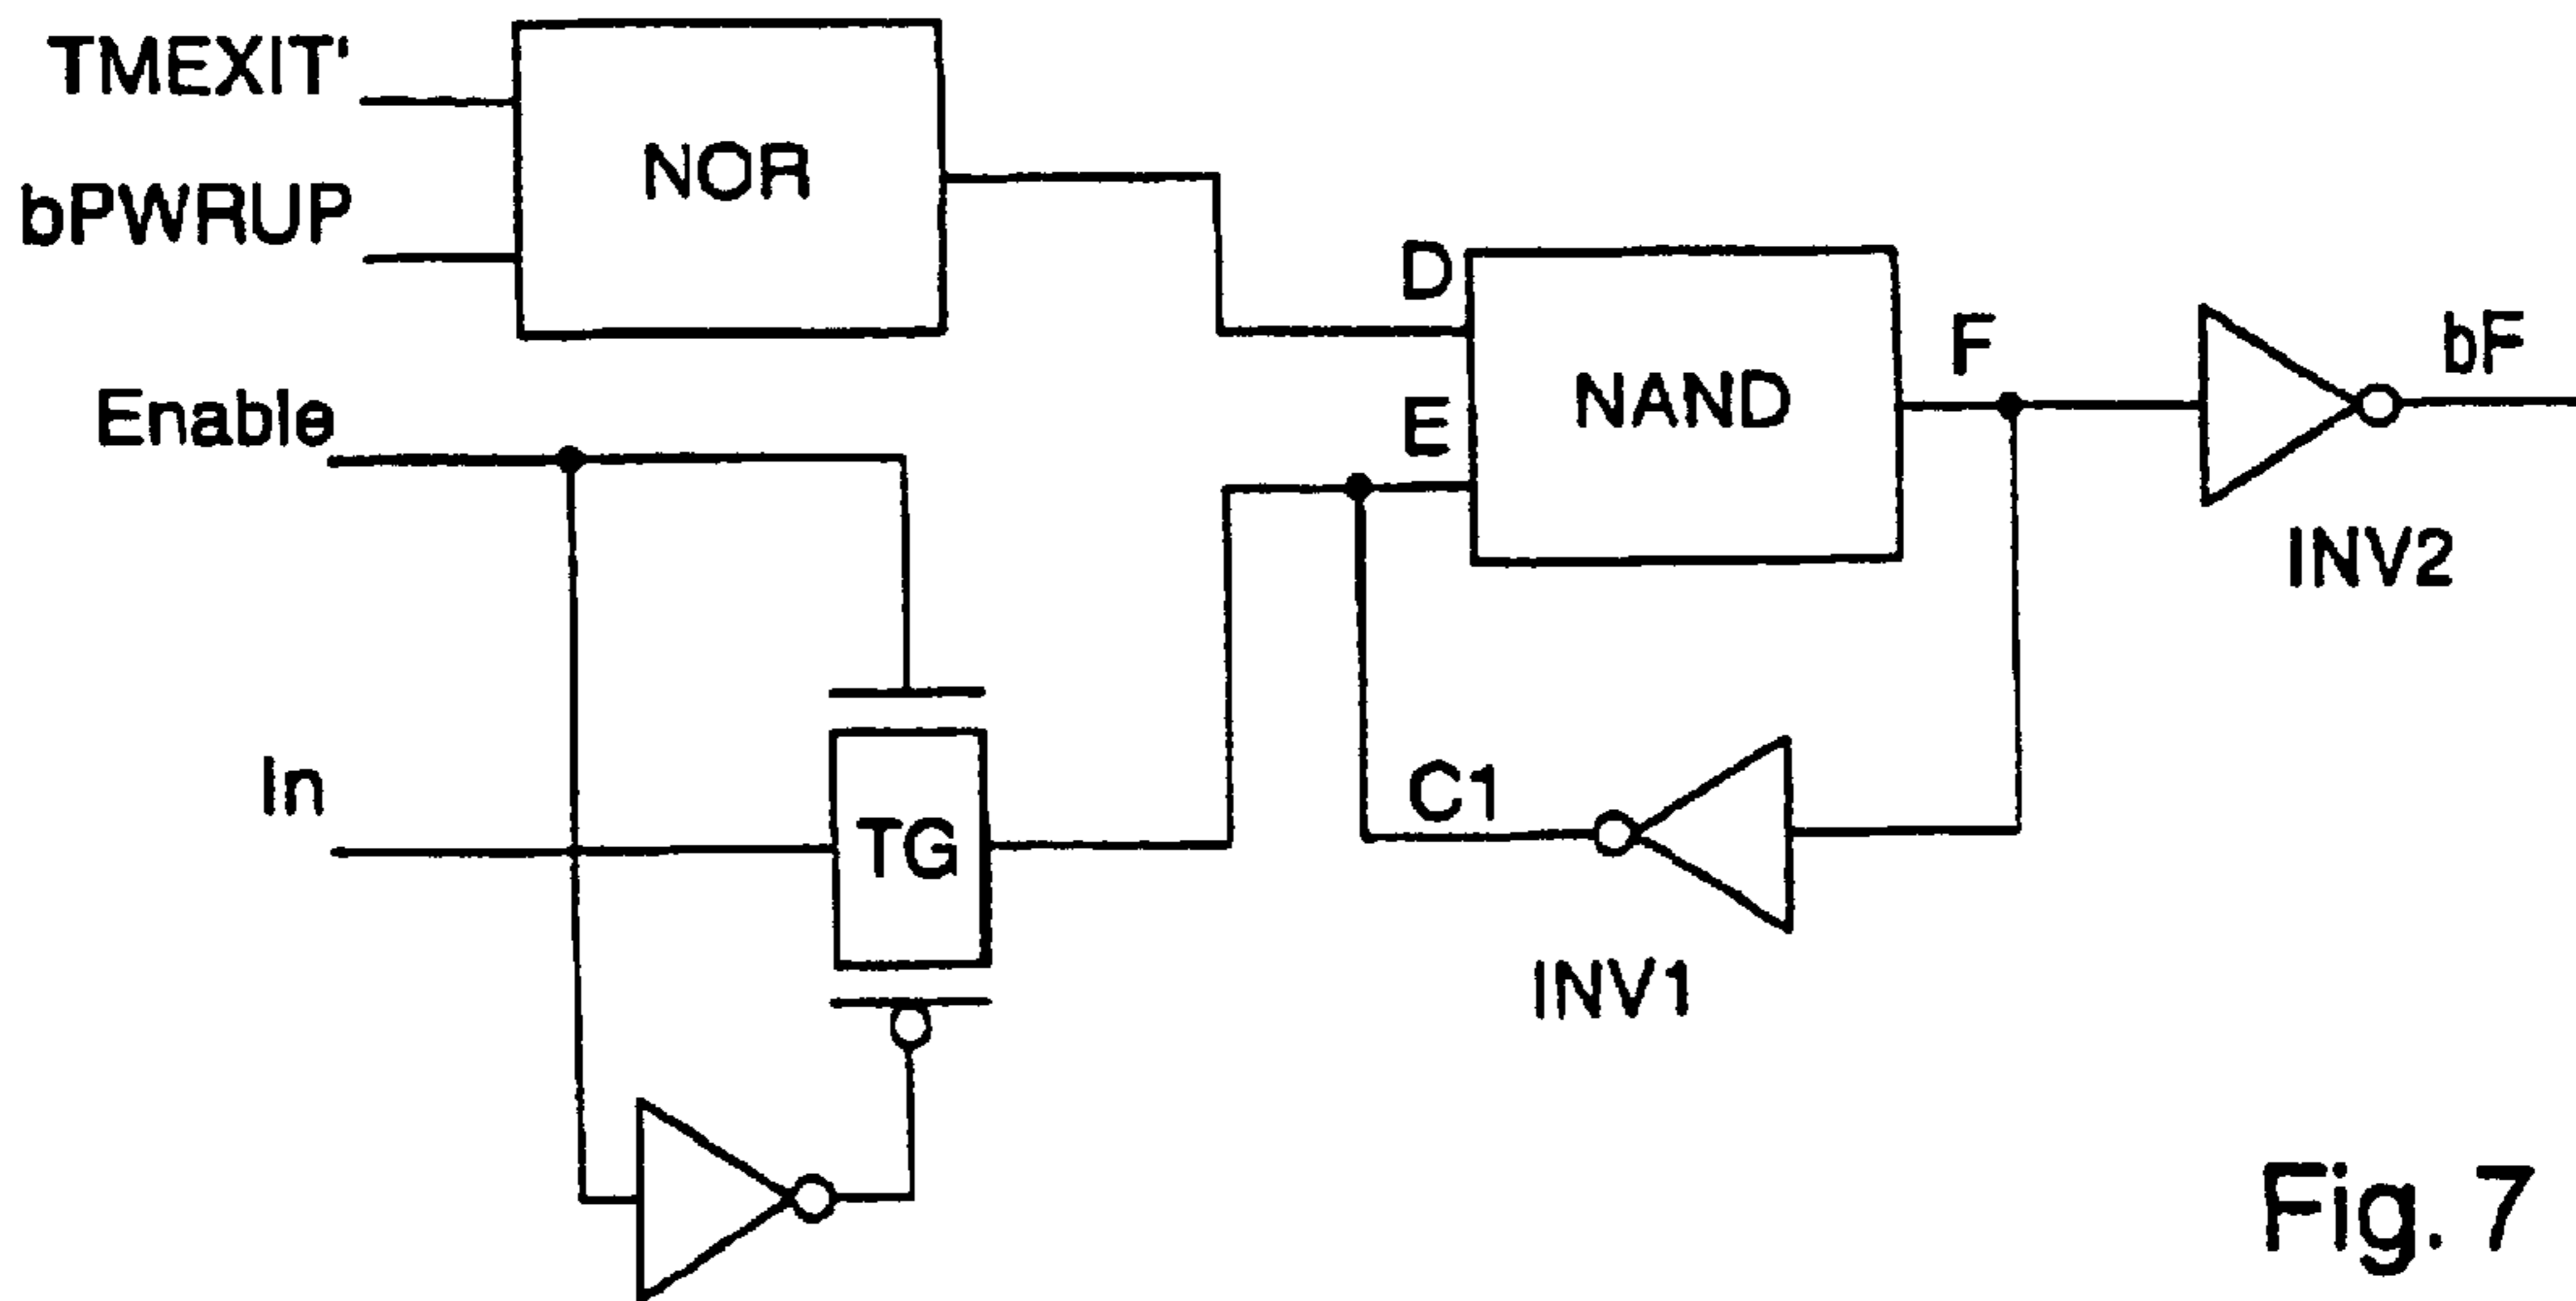 TMEXIT'
NOR
bPWRUP
D
Enable
E
NAND
F
bF
INV2
In
TG
C1
INV1
Fig. 7